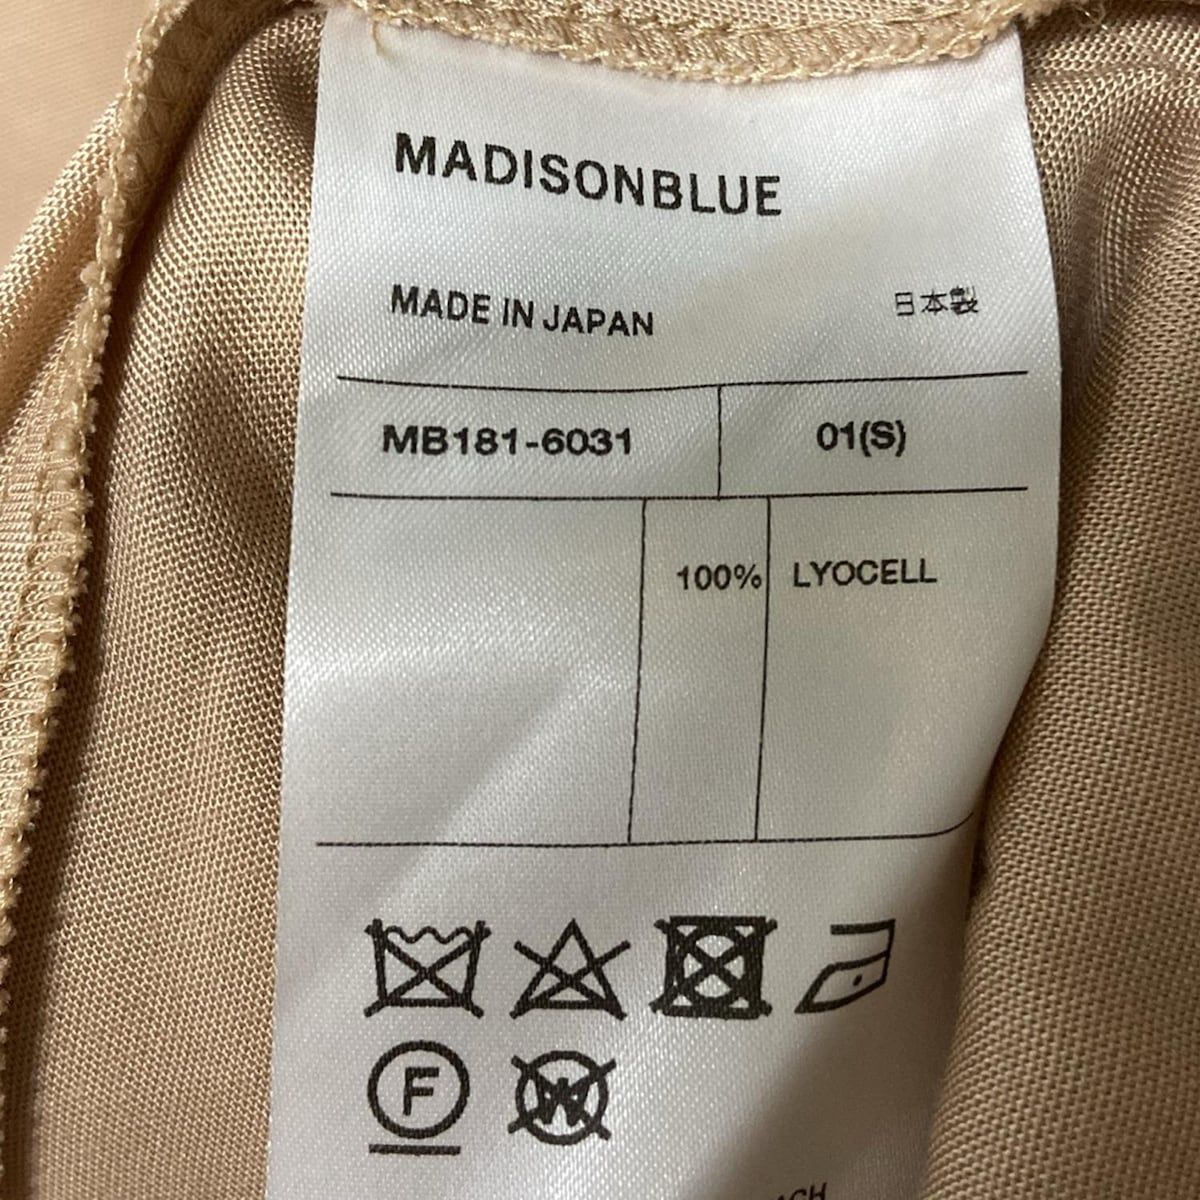 MADISONBLUE
MADE IN JAPAN 日本製
MB181-6031 01(S)
100% LYOCELL
F W